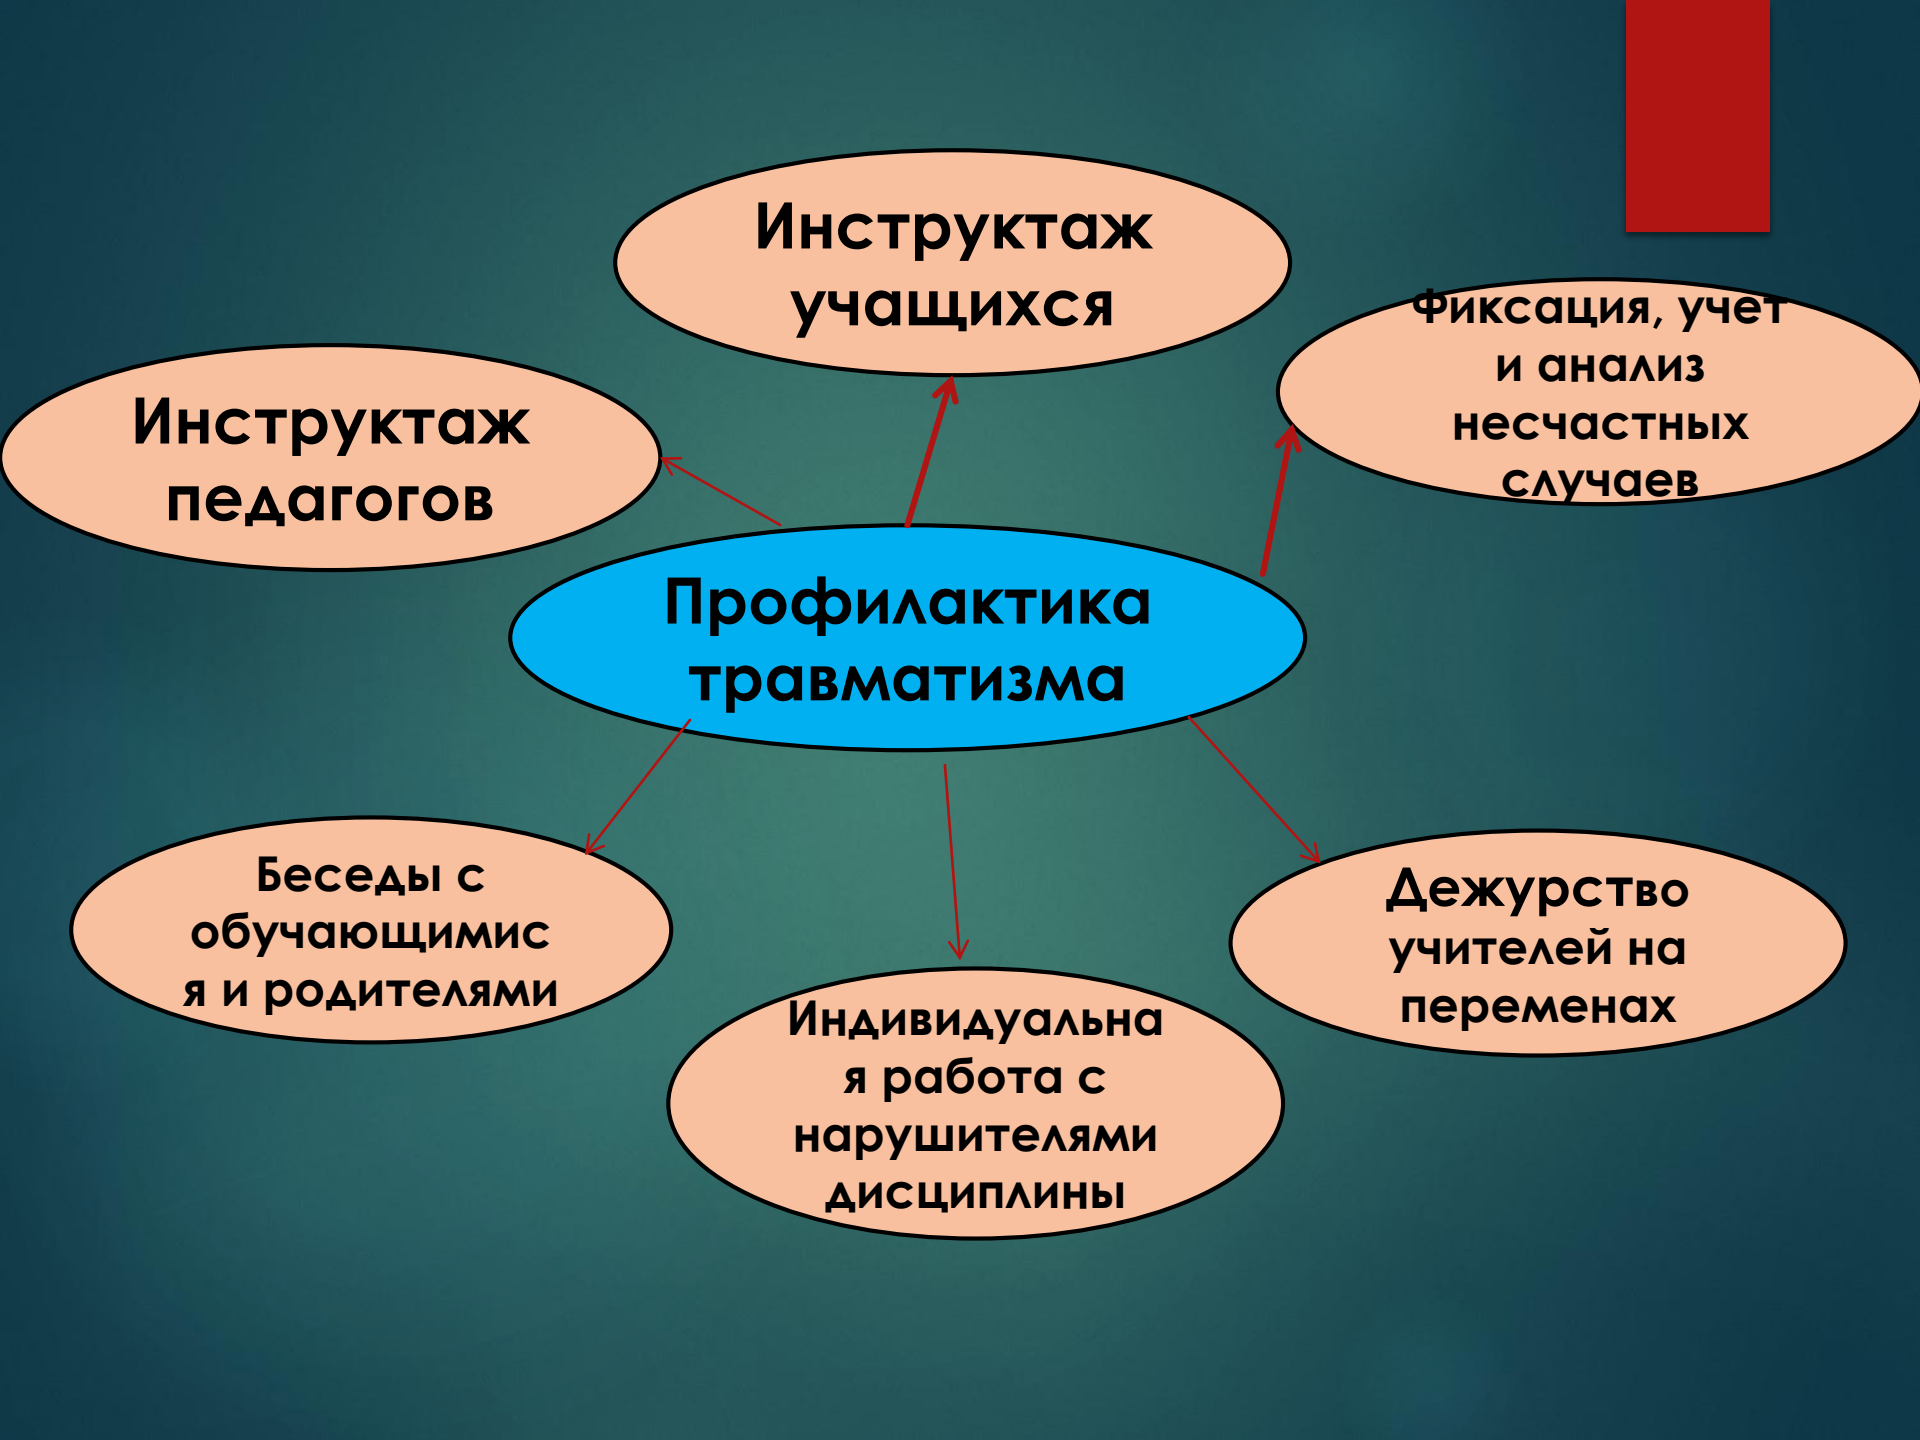 Инструктаж
учащихся
Фиксация, учет
и анализ
несчастных
случаев
Инструктаж
педагогов
Профилактика
травматизма
Беседы с
обучающимис
я и родителями
Индивидуальна
я работа с
нарушителями
дисциплины
Дежурство
учителей на
переменах